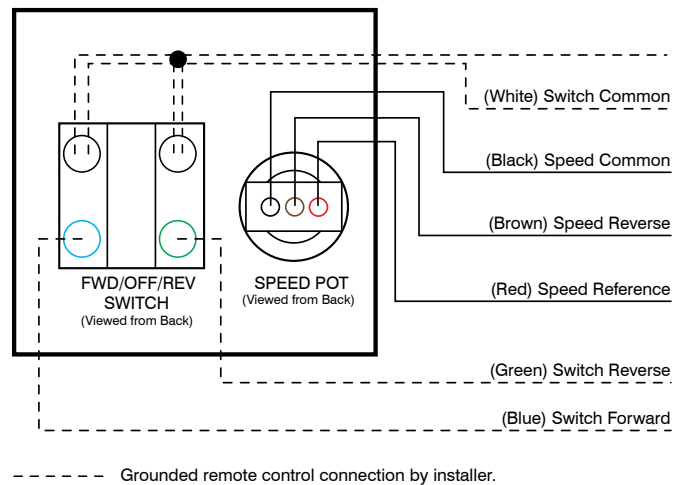 (White) Switch Common
(Black) Speed Common
(Brown) Speed Reverse
(Red) Speed Reference
FWD/OFF/REV
SWITCH
(Viewed from Back)
SPEED POT
(Viewed from Back)
(Green) Switch Reverse
(Blue) Switch Forward
Grounded remote control connection by installer.